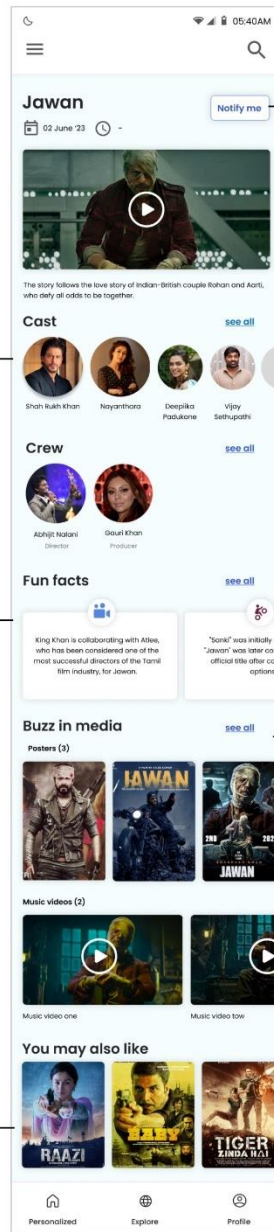 05:40AM
Jawan
Notify me
02 June '23
-
The story follows the love story of Indian-British couple Rohan and Aarti,
who defy all odds to be together.
Cast
see all
Shah Rukh Khan
Nayanthara
Deepika
Padukone
Vijay
Sethupathi
Crew
see all
Abhijit Nalani
Director
Gauri Khan
Producer
Fun facts
see all
King Khan is collaborating with Atlee,
who has been considered one of the
most successful directors of the Tamil
film industry, for Jawan.
"Sanki" was initially
"Jawan" was later co
official title after co
options
Buzz in media
see all
Posters (3)
JAWAN
2ND
202
JAWAN
Music videos (2)
Music video one
Music video tow
You may also like
RAAZI
BABY
TIGER
ZINDA HAI
Personalized
Explore
Profile